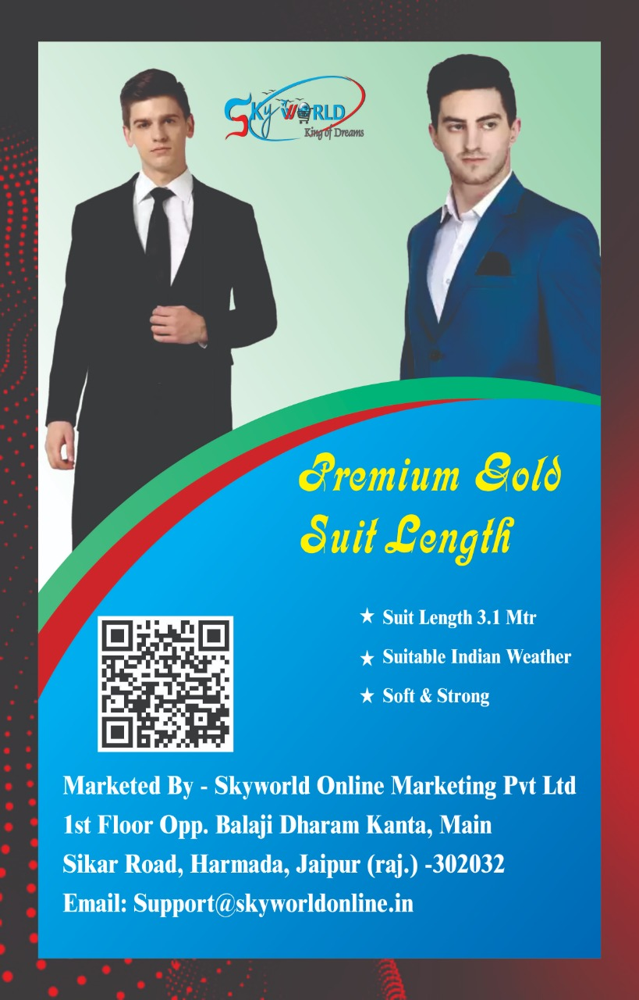 Sky WORLD
King of Dreams
Premium Gold
Suit Length
★ Suit Length 3.1 Mtr
★ Suitable Indian Weather
★ Soft & Strong
Marketed By - Skyworld Online Marketing Pvt Ltd
1st Floor Opp. Balaji Dharam Kanta, Main
Sikar Road, Harmada, Jaipur (raj.) -302032
Email: Support@skyworldonline.in